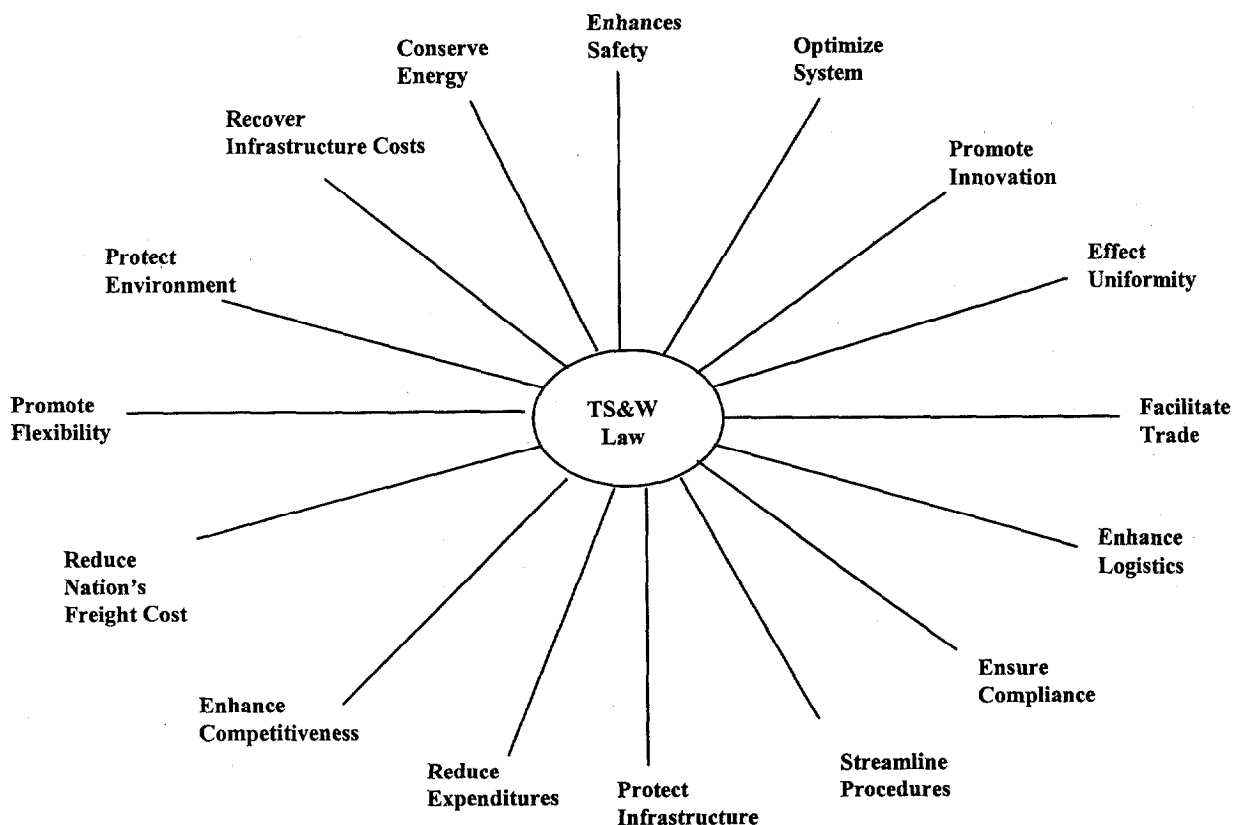 Enhances
Safety
Optimize
System
Conserve
Energy
Recover
Infrastructure Costs
Promote
Innovation
Protect
Environment
Effect
Uniformity
Promote
Flexibility
TS&W
Law
Facilitate
Trade
Reduce
Nation's
Freight Cost
Enhance
Logistics
Ensure
Compliance
Enhance
Competitiveness
Reduce
Expenditures
Protect
Infrastructure
Streamline
Procedures